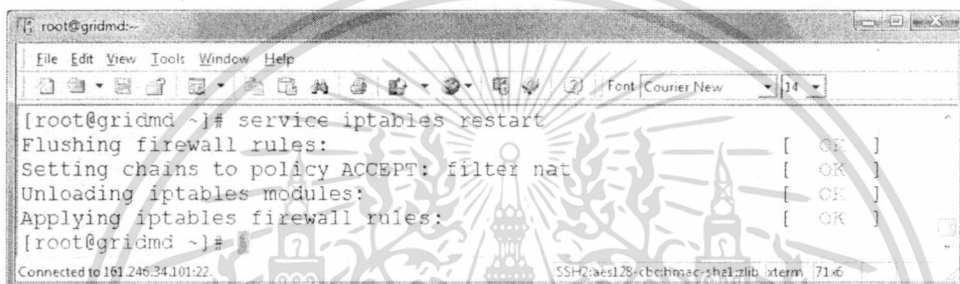 root@gridmd:~
File Edit View Tools Window Help
Font Courier New 14
[root@gridmd ~]# service iptables restart
Flushing firewall rules: [ OK ]
Setting chains to policy ACCEPT: filter nat [ OK ]
Unloading iptables modules: [ OK ]
Applying iptables firewall rules: [ OK ]
[root@gridmd ~]#
Connected to 161.246.34.101:22. SSH2:aes128-cbc:hmac-sha1:zlib xterm 71x6